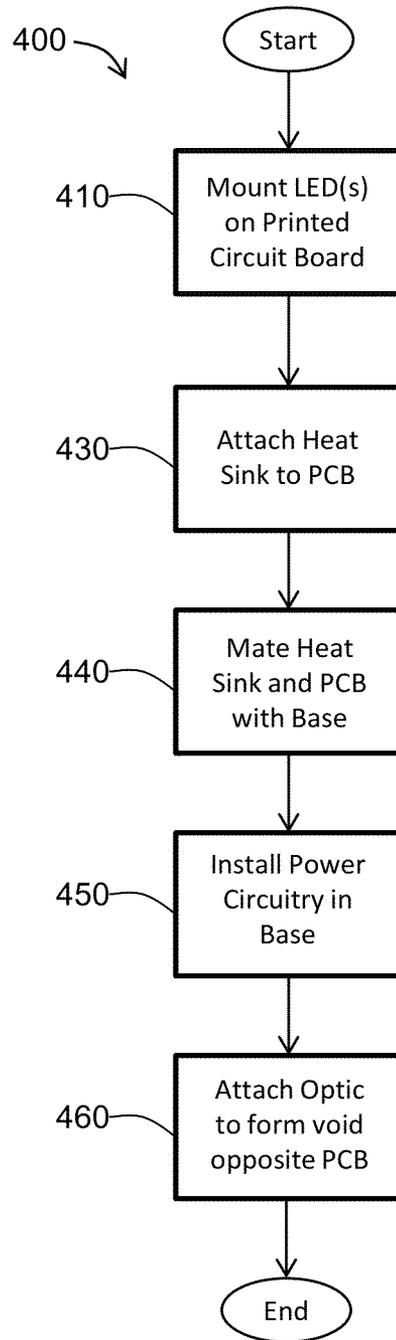 400
Start
410
Mount LED(s)
on Printed
Circuit Board
430
Attach Heat
Sink to PCB
440
Mate Heat
Sink and PCB
with Base
450
Install Power
Circuitry in
Base
460
Attach Optic
to form void
opposite PCB
End